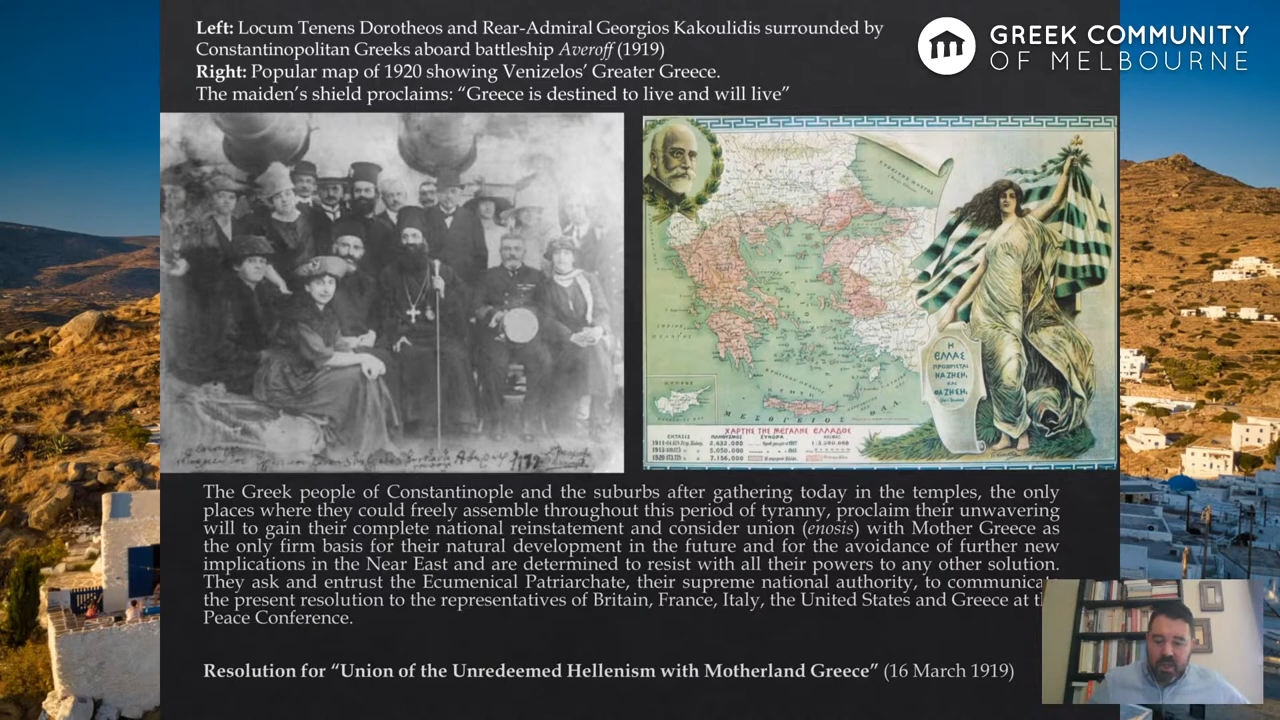 Left: Locum Tenens Dorotheos and Rear-Admiral Georgios Kakoulidis surrounded by
Constantinopolitan Greeks aboard battleship Averoff (1919)
Right: Popular map of 1920 showing Venizelos’ Greater Greece.
The maiden’s shield proclaims: “Greece is destined to live and will live”
GREEK COMMUNITY
OF MELBOURNE
Η
ΕΛΛΑΣ
ΠΡΟΩΡΙΣΤΑΙ
ΝΑ ΖΗΣΗ,
ΚΑΙ
ΘΑ ΖΗΣΗ,
ΧΑΡΤΗΣ ΤΗΣ ΜΕΓΑΛΗΣ ΕΛΛΑΔΟΣ
The Greek people of Constantinople and the suburbs after gathering today in the temples, the only
places where they could freely assemble throughout this period of tyranny, proclaim their unwavering
will to gain their complete national reinstatement and consider union (enosis) with Mother Greece as
the only firm basis for their natural development in the future and for the avoidance of further new
implications in the Near East and are determined to resist with all their powers to any other solution.
They ask and entrust the Ecumenical Patriarchate, their supreme national authority, to
the present resolution to the representatives of Britain, France, Italy, the United States and Greece at
Peace Conference.
Resolution for “Union of the Unredeemed Hellenism with Motherland Greece” (16 March 1919)